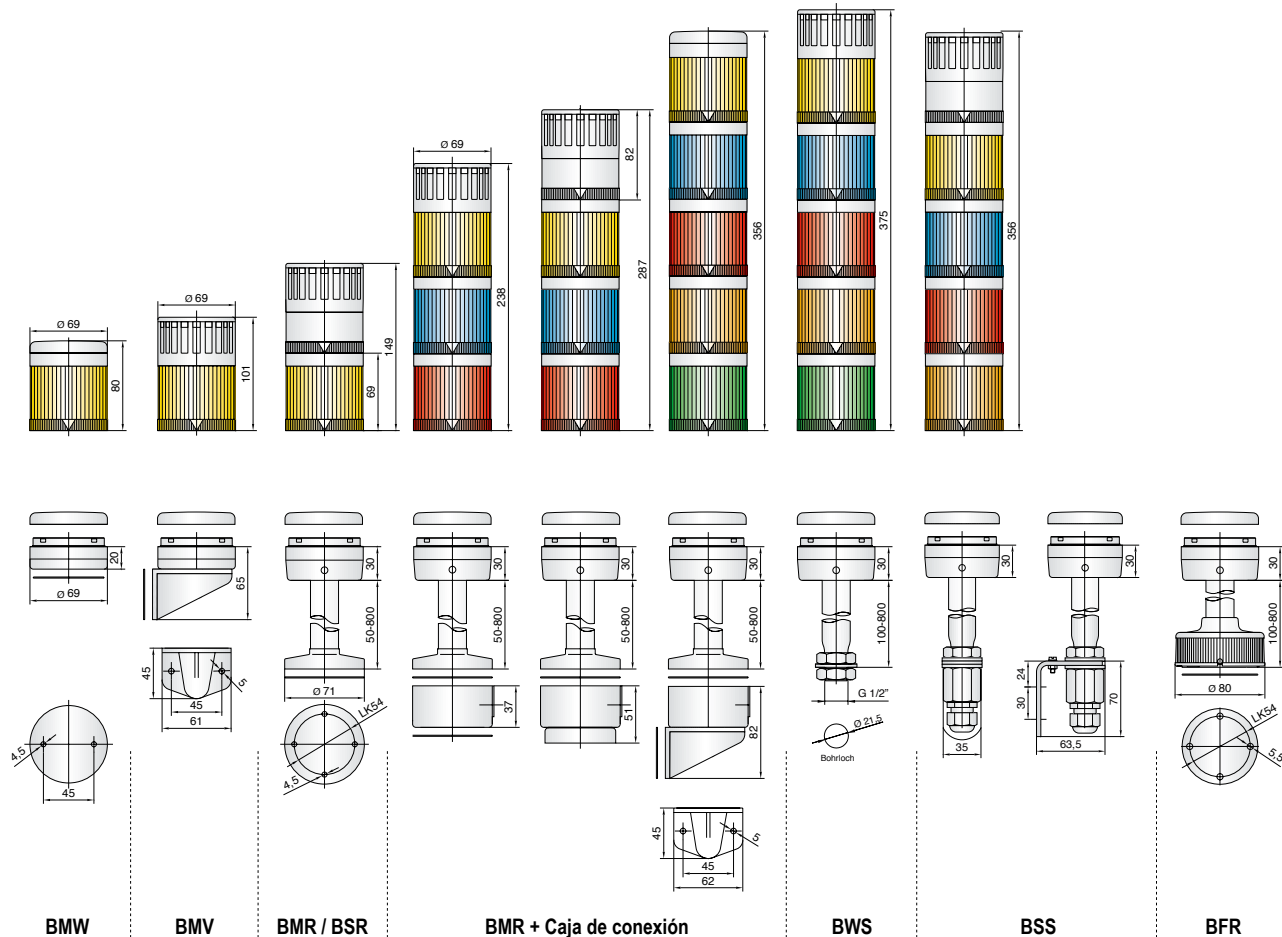 Ø 69
80
Ø 69
101
149
69
Ø 69
238
82
287
356
375
356
20
Ø 69
4,5
45
65
45
5
45
61
30
50-800
Ø 71
LK54
4,5
30
50-800
37
30
50-800
51
30
50-800
82
45
5
45
62
30
100-800
G 1/2"
Ø 21,5
Bohrloch
30
35
30
24
30
70
63,5
30
100-800
Ø 80
LK54
5,5
BMW
BMV
BMR / BSR
BMR + Caja de conexión
BWS
BSS
BFR